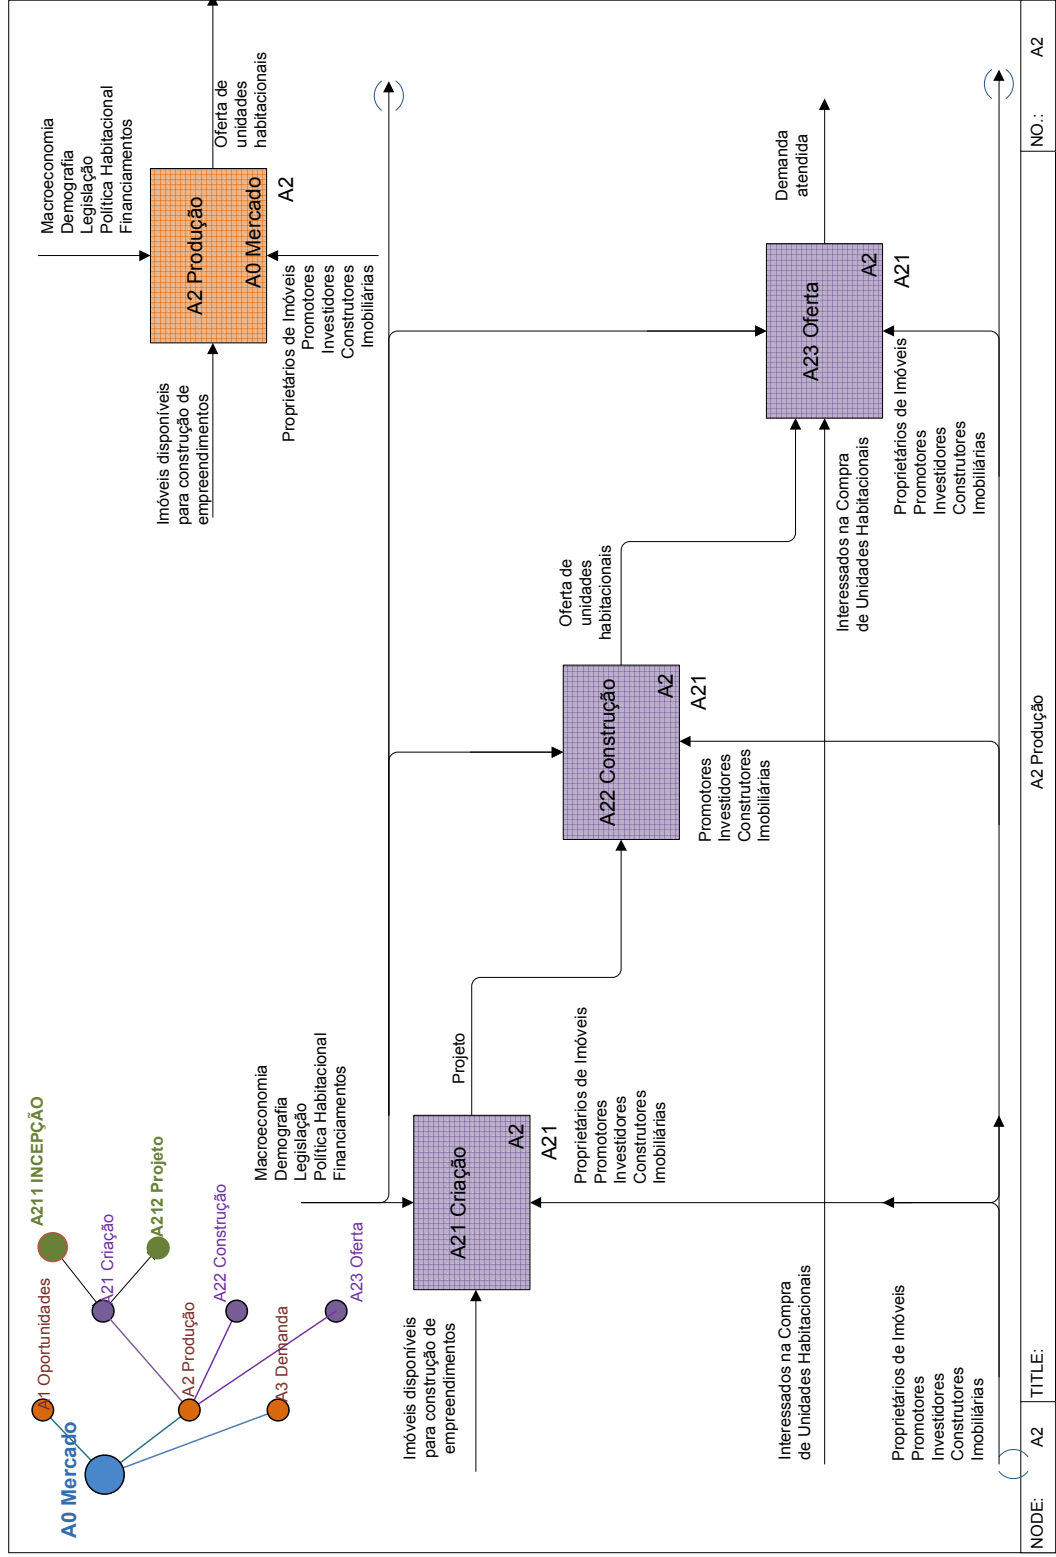 A0 Mercado
A1 Oportunidades
A2 Produção
A3 Demanda
A21 Criação
A22 Construção
A23 Oferta
A211 INCEPÇÃO
A212 Projeto
Imóveis disponíveis
para construção de
empreendimentos
Macroeconomia
Demografia
Legislação
Política Habitacional
Financiamentos
A2 Produção
A0 Mercado
A2
Oferta de
unidades
habitacionais
Proprietários de Imóveis
Promotores
Investidores
Construtores
Imobiliárias
Macroeconomia
Demografia
Legislação
Política Habitacional
Financiamentos
Imóveis disponíveis
para construção de
empreendimentos
A21 Criação
A2
A21
Projeto
Proprietários de Imóveis
Promotores
Investidores
Construtores
Imobiliárias
A22 Construção
A2
A21
Oferta de
unidades
habitacionais
Promotores
Investidores
Construtores
Imobiliárias
Interessados na Compra
de Unidades Habitacionais
Interessados na Compra
de Unidades Habitacionais
A23 Oferta
A2
A21
Demanda
atendida
Proprietários de Imóveis
Promotores
Investidores
Construtores
Imobiliárias
Proprietários de Imóveis
Promotores
Investidores
Construtores
Imobiliárias
NODE: A2
TITLE: A2 Produção
NO.: A2